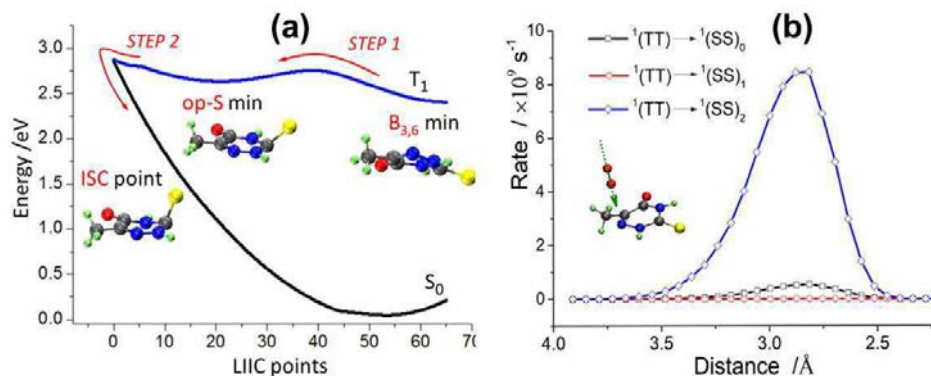 (a)
STEP 2
STEP 1
T₁
op-S min
B₃,₆ min
ISC point
S₀
Energy /eV
3.0
2.5
2.0
1.5
1.0
0.5
0.0
0 10 20 30 40 50 60 70
LIIC points
(b)
¹(TT) → ¹(SS)₀
¹(TT) → ¹(SS)₁
¹(TT) → ¹(SS)₂
Rate / ×10⁹ s⁻¹
8
6
4
2
0
4.0 3.5 3.0 2.5
Distance /Å